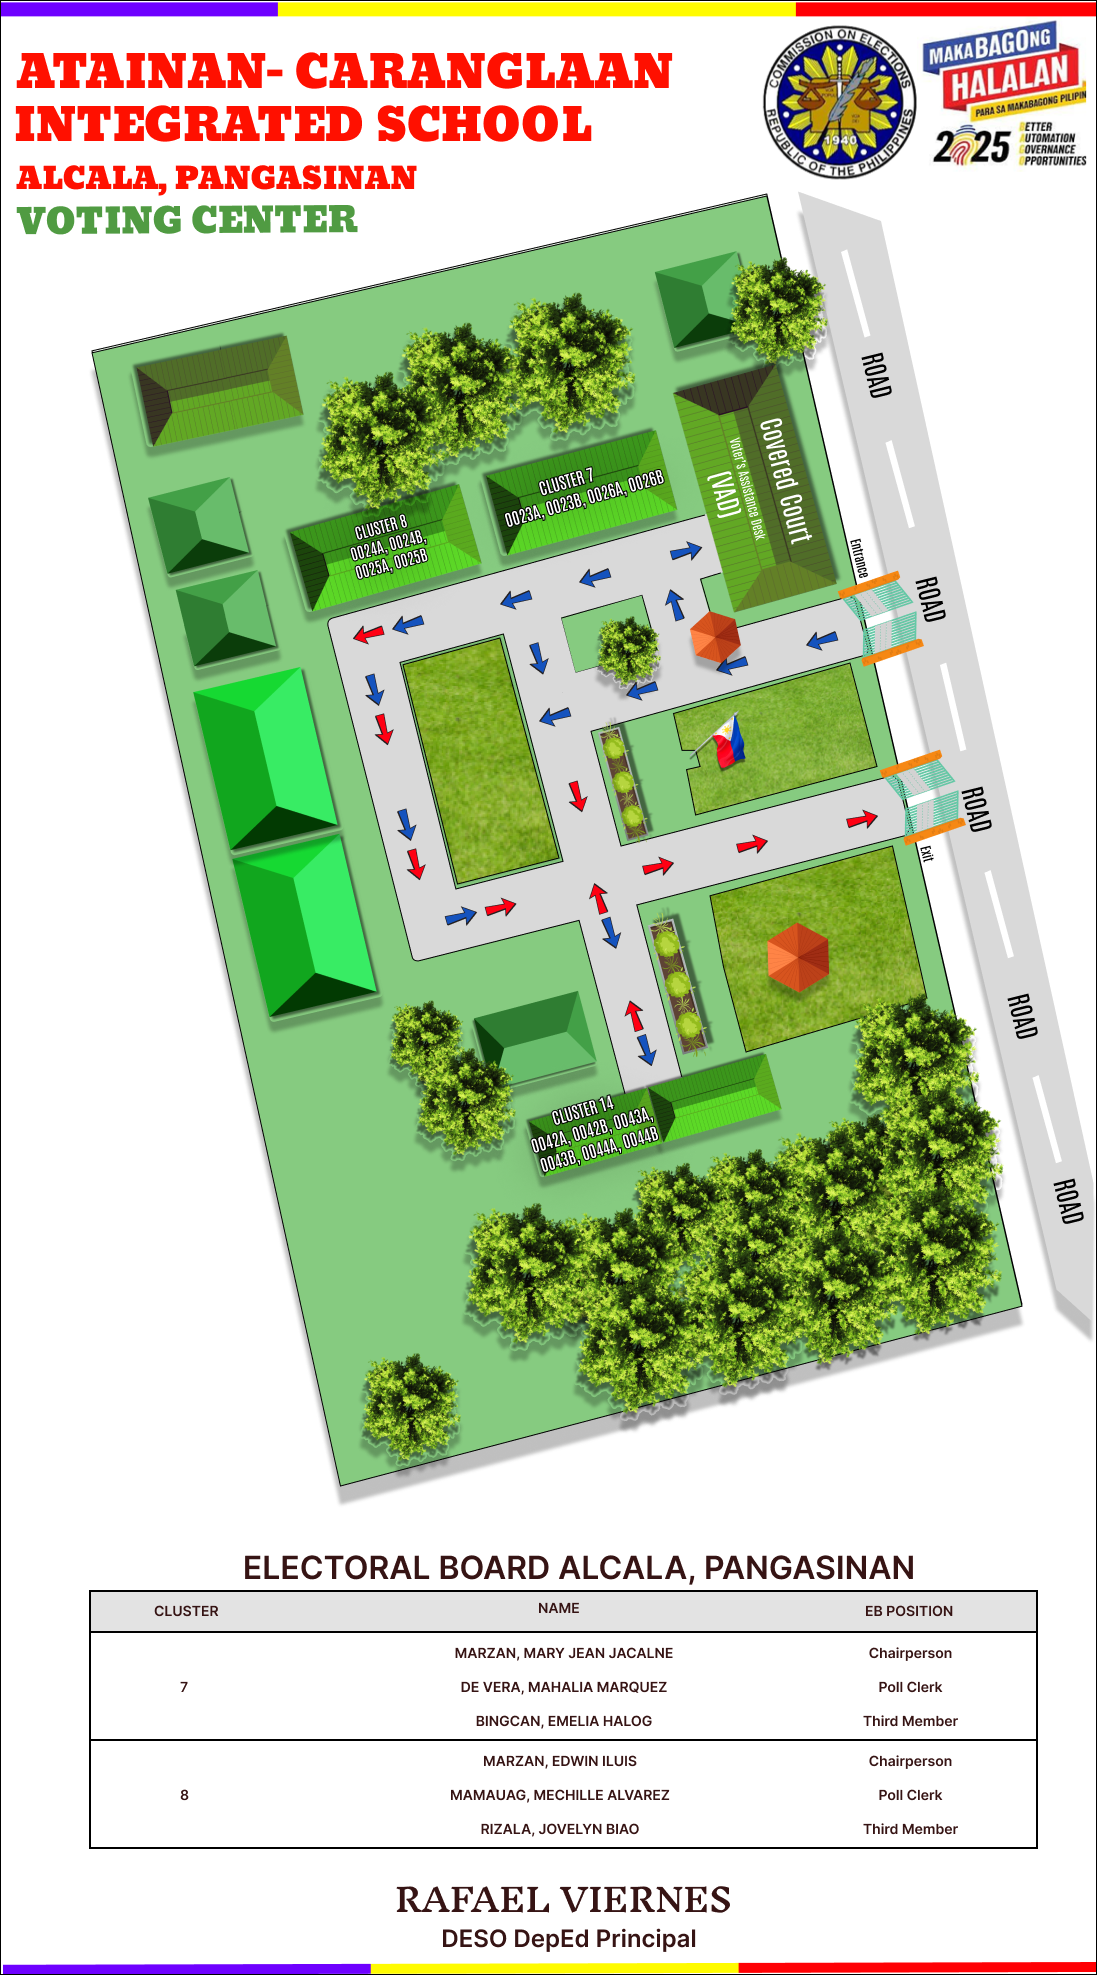 ATAINAN- CARANGLAAN
INTEGRATED SCHOOL
ALCALA, PANGASINAN
VOTING CENTER
COMMISSION ON ELECTIONS
1940
REPUBLIC OF THE PHILIPPINES
MAKABAGONG
HALALAN
PARA SA MAKABAGONG PILIPIN
2025
BETTER
AUTOMATION
GOVERNANCE
OPPORTUNITIES
ROAD
Covered Court
Voter's Assistance Desk
(VAD)
CLUSTER 7
0023A, 0023B, 0026A, 0026B
CLUSTER 8
0024A, 0024B,
0025A, 0025B
Entrance
ROAD
ROAD
Exit
ROAD
CLUSTER 14
0042A, 0042B, 0043A,
0043B, 0044A, 0044B
ROAD
ELECTORAL BOARD ALCALA, PANGASINAN
CLUSTER NAME EB POSITION
MARZAN, MARY JEAN JACALNE Chairperson
7 DE VERA, MAHALIA MARQUEZ Poll Clerk
BINGCAN, EMELIA HALOG Third Member
MARZAN, EDWIN ILUIS Chairperson
8 MAMAUAG, MECHILLE ALVAREZ Poll Clerk
RIZALA, JOVELYN BIAO Third Member
RAFAEL VIERNES
DESO DepEd Principal